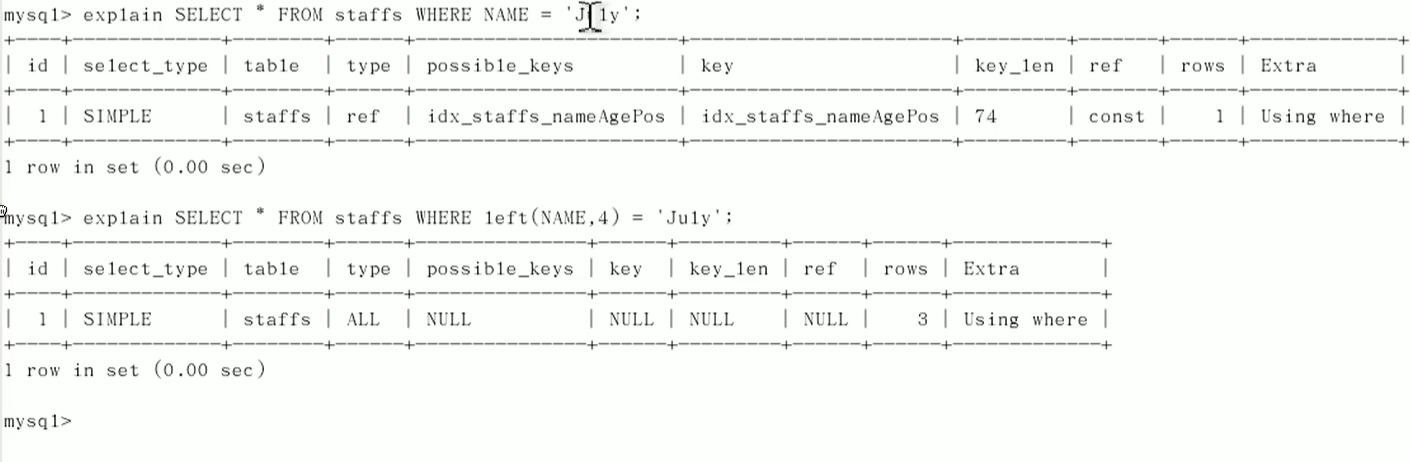 mysql> explain SELECT * FROM staffs WHERE NAME = 'July';
+----+-------------+--------+------+-----------------------+-----------------------+---------+-------+------+-------------+
| id | select_type | table | type | possible_keys | key | key_len | ref | rows | Extra |
+----+-------------+--------+------+-----------------------+-----------------------+---------+-------+------+-------------+
| 1 | SIMPLE | staffs | ref | idx_staffs_nameAgePos | idx_staffs_nameAgePos | 74 | const | 1 | Using where |
+----+-------------+--------+------+-----------------------+-----------------------+---------+-------+------+-------------+
1 row in set (0.00 sec)
mysql> explain SELECT * FROM staffs WHERE left(NAME,4) = 'July';
+----+-------------+--------+------+---------------+------+---------+------+------+-------------+
| id | select_type | table | type | possible_keys | key | key_len | ref | rows | Extra |
+----+-------------+--------+------+---------------+------+---------+------+------+-------------+
| 1 | SIMPLE | staffs | ALL | NULL | NULL | NULL | NULL | 3 | Using where |
+----+-------------+--------+------+---------------+------+---------+------+------+-------------+
1 row in set (0.00 sec)
mysql>